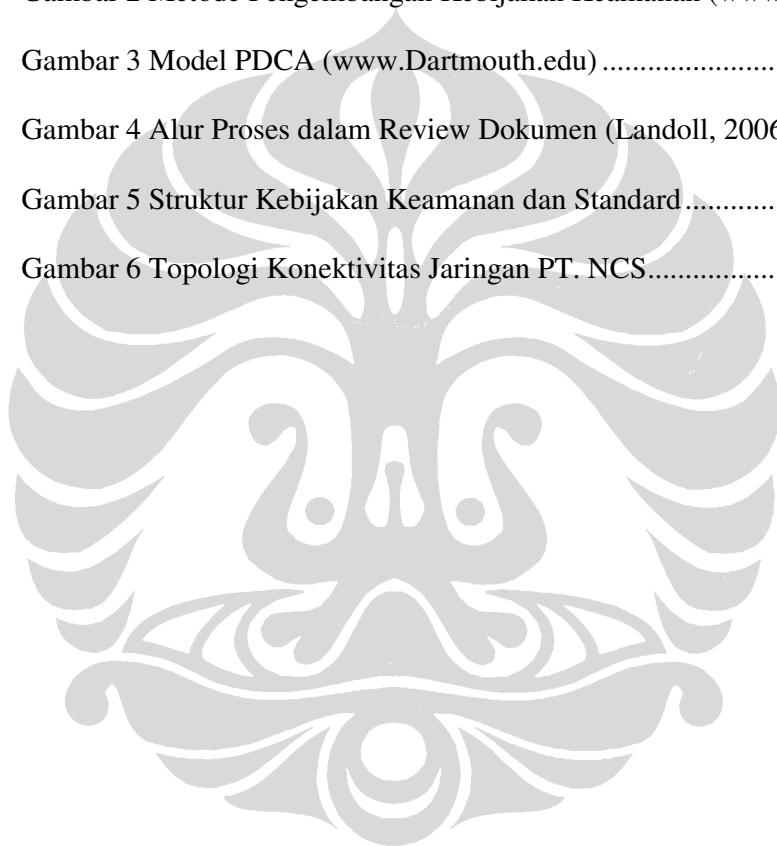 Gambar 2 Metode Pengembangan Kebijakan Keamanan (www
Gambar 3 Model PDCA (www.Dartmouth.edu) ......................
Gambar 4 Alur Proses dalam Review Dokumen (Landoll, 2006
Gambar 5 Struktur Kebijakan Keamanan dan Standard ............
Gambar 6 Topologi Konektivitas Jaringan PT. NCS.................